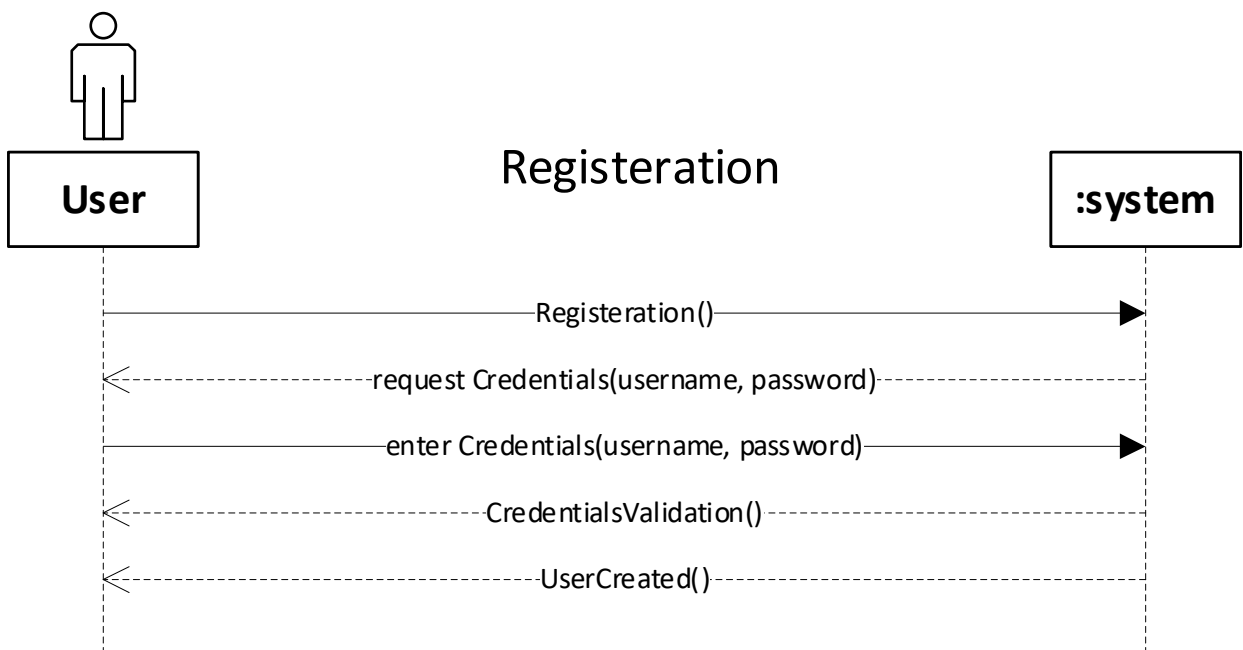 Registeration
User
:system
Registeration()
request Credentials(username, password)
enter Credentials(username, password)
CredentialsValidation()
UserCreated()